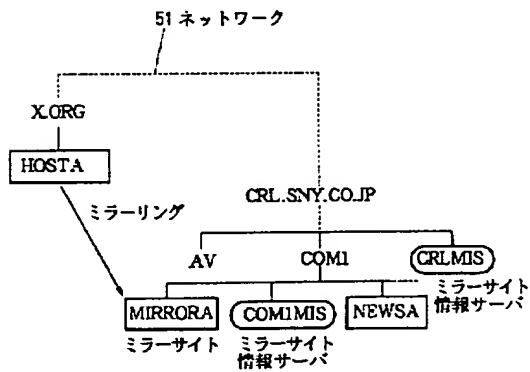 51 ネットワーク
X.ORG
HOSTA
ミラーリング
CRL.SNY.CO.JP
AV
COM1
CRLMIS
ミラーサイト
情報サーバ
MIRRORA
COM1MIS
NEWSA
ミラーサイト
ミラーサイト
情報サーバ